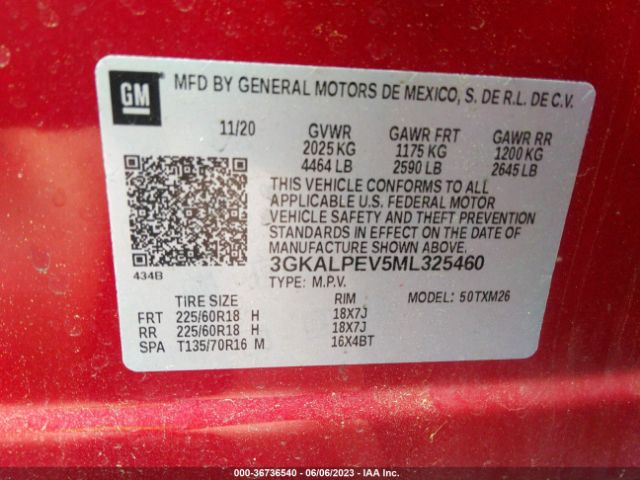 GM
MFD BY GENERAL MOTORS DE MEXICO, S. DE R.L. DE C.V.
11/20 GVWR GAWR FRT GAWR RR
2025 KG 1175 KG 1200 KG
4464 LB 2590 LB 2645 LB
THIS VEHICLE CONFORMS TO ALL
APPLICABLE U.S. FEDERAL MOTOR
VEHICLE SAFETY AND THEFT PREVENTION
STANDARDS IN EFFECT ON THE DATE OF
MANUFACTURE SHOWN ABOVE.
434B
3GKALPEV5ML325460
TYPE: M.P.V. MODEL: 50TXM26
TIRE SIZE RIM
FRT 225/60R18 H 18X7J
RR 225/60R18 H 18X7J
SPA T135/70R16 M 16X4BT
000-36736540 - 06/06/2023 - IAA Inc.